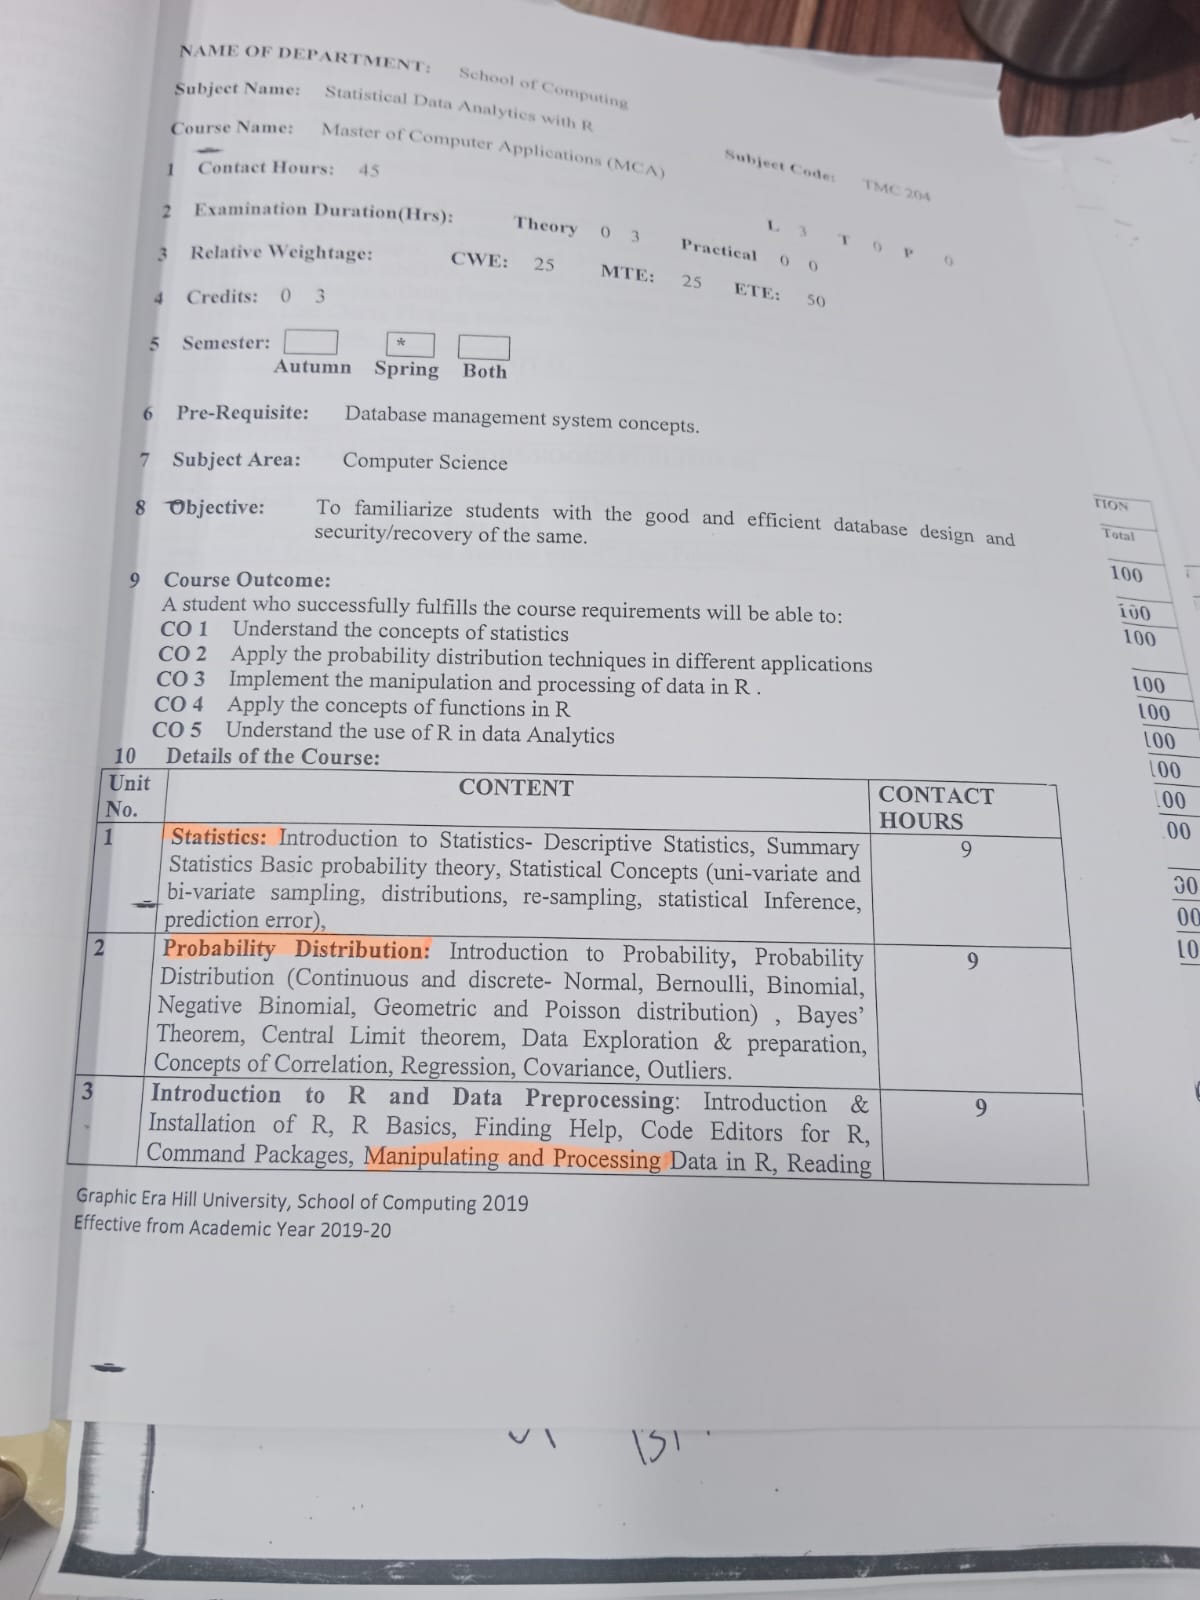 NAME OF DEPARTMENT: School of Computing
Subject Name: Statistical Data Analytics with R
Course Name: Master of Computer Applications (MCA)
Subject Code: TMC 204
1 Contact Hours: 45
L 3 T 0 P 0
2 Examination Duration(Hrs): Theory 0 3 Practical 0 0
3 Relative Weightage: CWE: 25 MTE: 25 ETE: 50
4 Credits: 0 3
5 Semester: *
Autumn Spring Both
6 Pre-Requisite: Database management system concepts.
7 Subject Area: Computer Science
8 Objective: To familiarize students with the good and efficient database design and
security/recovery of the same.
9 Course Outcome:
A student who successfully fulfills the course requirements will be able to:
CO 1 Understand the concepts of statistics
CO 2 Apply the probability distribution techniques in different applications
CO 3 Implement the manipulation and processing of data in R .
CO 4 Apply the concepts of functions in R
CO 5 Understand the use of R in data Analytics
10 Details of the Course:
Unit No. CONTENT CONTACT HOURS
1 Statistics: Introduction to Statistics- Descriptive Statistics, Summary 9
Statistics Basic probability theory, Statistical Concepts (uni-variate and
bi-variate sampling, distributions, re-sampling, statistical Inference,
prediction error),
2 Probability Distribution: Introduction to Probability, Probability 9
Distribution (Continuous and discrete- Normal, Bernoulli, Binomial,
Negative Binomial, Geometric and Poisson distribution) , Bayes'
Theorem, Central Limit theorem, Data Exploration & preparation,
Concepts of Correlation, Regression, Covariance, Outliers.
3 Introduction to R and Data Preprocessing: Introduction & 9
Installation of R, R Basics, Finding Help, Code Editors for R,
Command Packages, Manipulating and Processing Data in R, Reading
Graphic Era Hill University, School of Computing 2019
Effective from Academic Year 2019-20
TION
Total
100
100
100
100
100
100
100
00
00
00
10